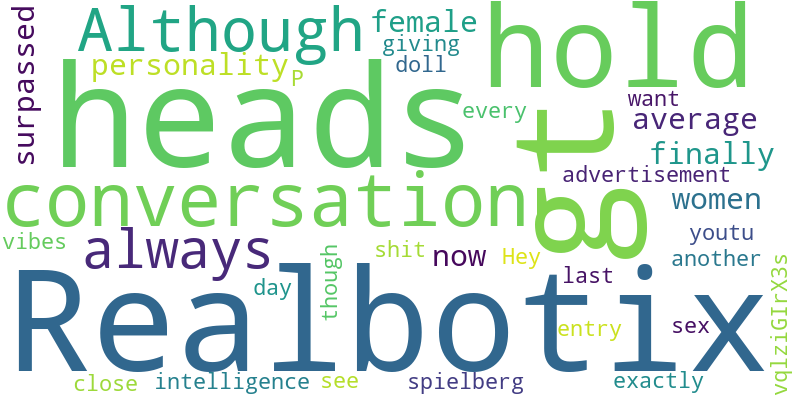 surpassed
Although
female
giving
doll
hold
personality
P
heads
every
want
average
gt
finally
advertisement
conversation
women
vibes
always
though
shit
now
Hey
youtu
another
last
day
Realbotix
entry
sex
vqlziGIrX3s
close
intelligence
see
spielberg
exactly